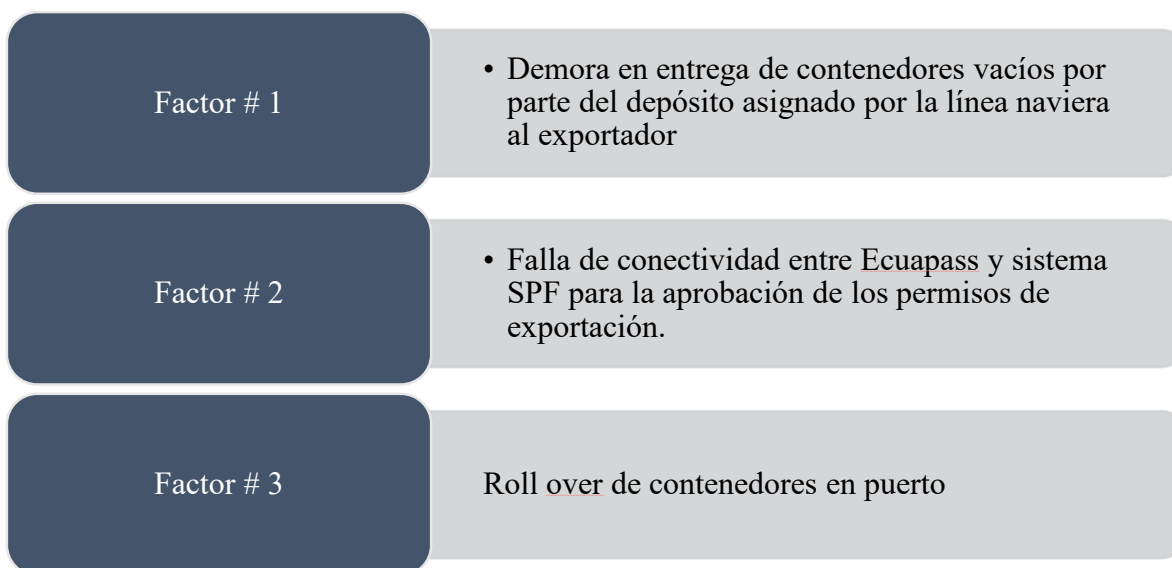 Factor # 1
• Demora en entrega de contenedores vacíos por
parte del depósito asignado por la línea naviera
al exportador
Factor # 2
• Falla de conectividad entre Ecuapass y sistema
SPF para la aprobación de los permisos de
exportación.
Factor # 3
Roll over de contenedores en puerto